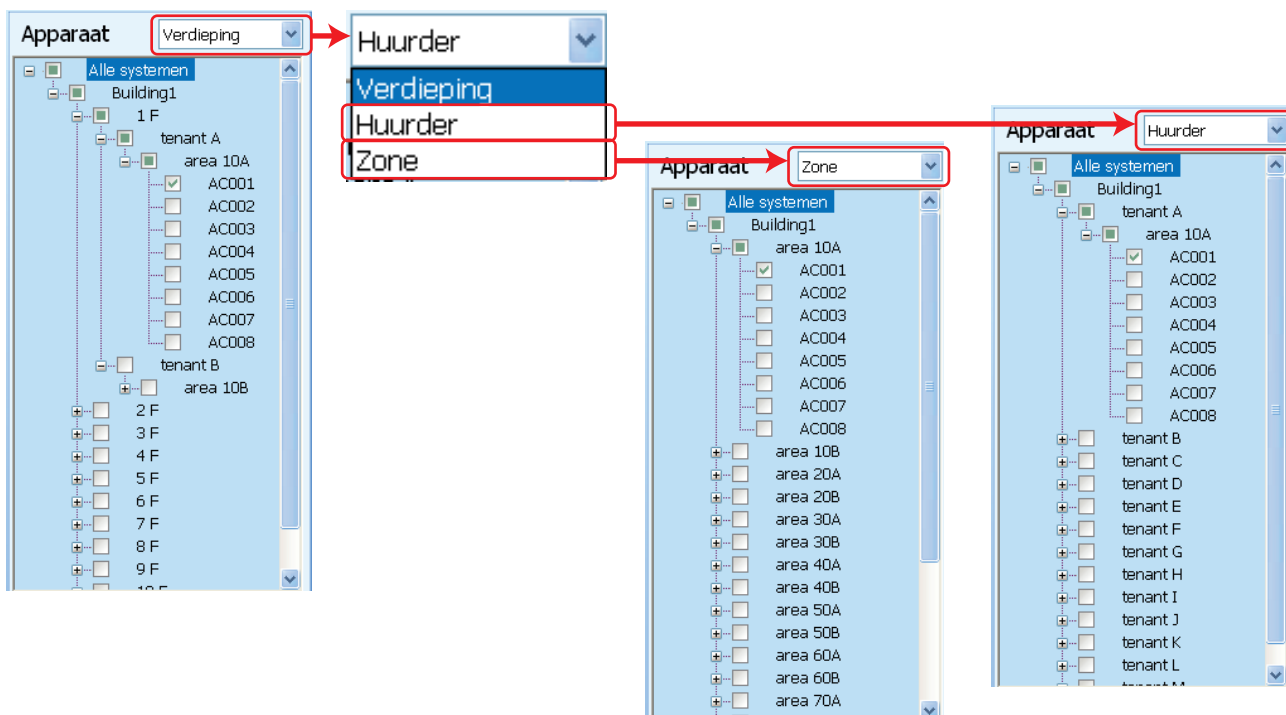 Apparaat Verdieping
Alle systemen
Building1
1 F
tenant A
area 10A
AC001
AC002
AC003
AC004
AC005
AC006
AC007
AC008
tenant B
area 10B
2 F
3 F
4 F
5 F
6 F
7 F
8 F
9 F
Huurder
Verdieping
Huurder
Zone
Apparaat Zone
Alle systemen
Building1
area 10A
AC001
AC002
AC003
AC004
AC005
AC006
AC007
AC008
area 10B
area 20A
area 20B
area 30A
area 30B
area 40A
area 40B
area 50A
area 50B
area 60A
area 60B
area 70A
Apparaat Huurder
Alle systemen
Building1
tenant A
area 10A
AC001
AC002
AC003
AC004
AC005
AC006
AC007
AC008
tenant B
tenant C
tenant D
tenant E
tenant F
tenant G
tenant H
tenant I
tenant J
tenant K
tenant L